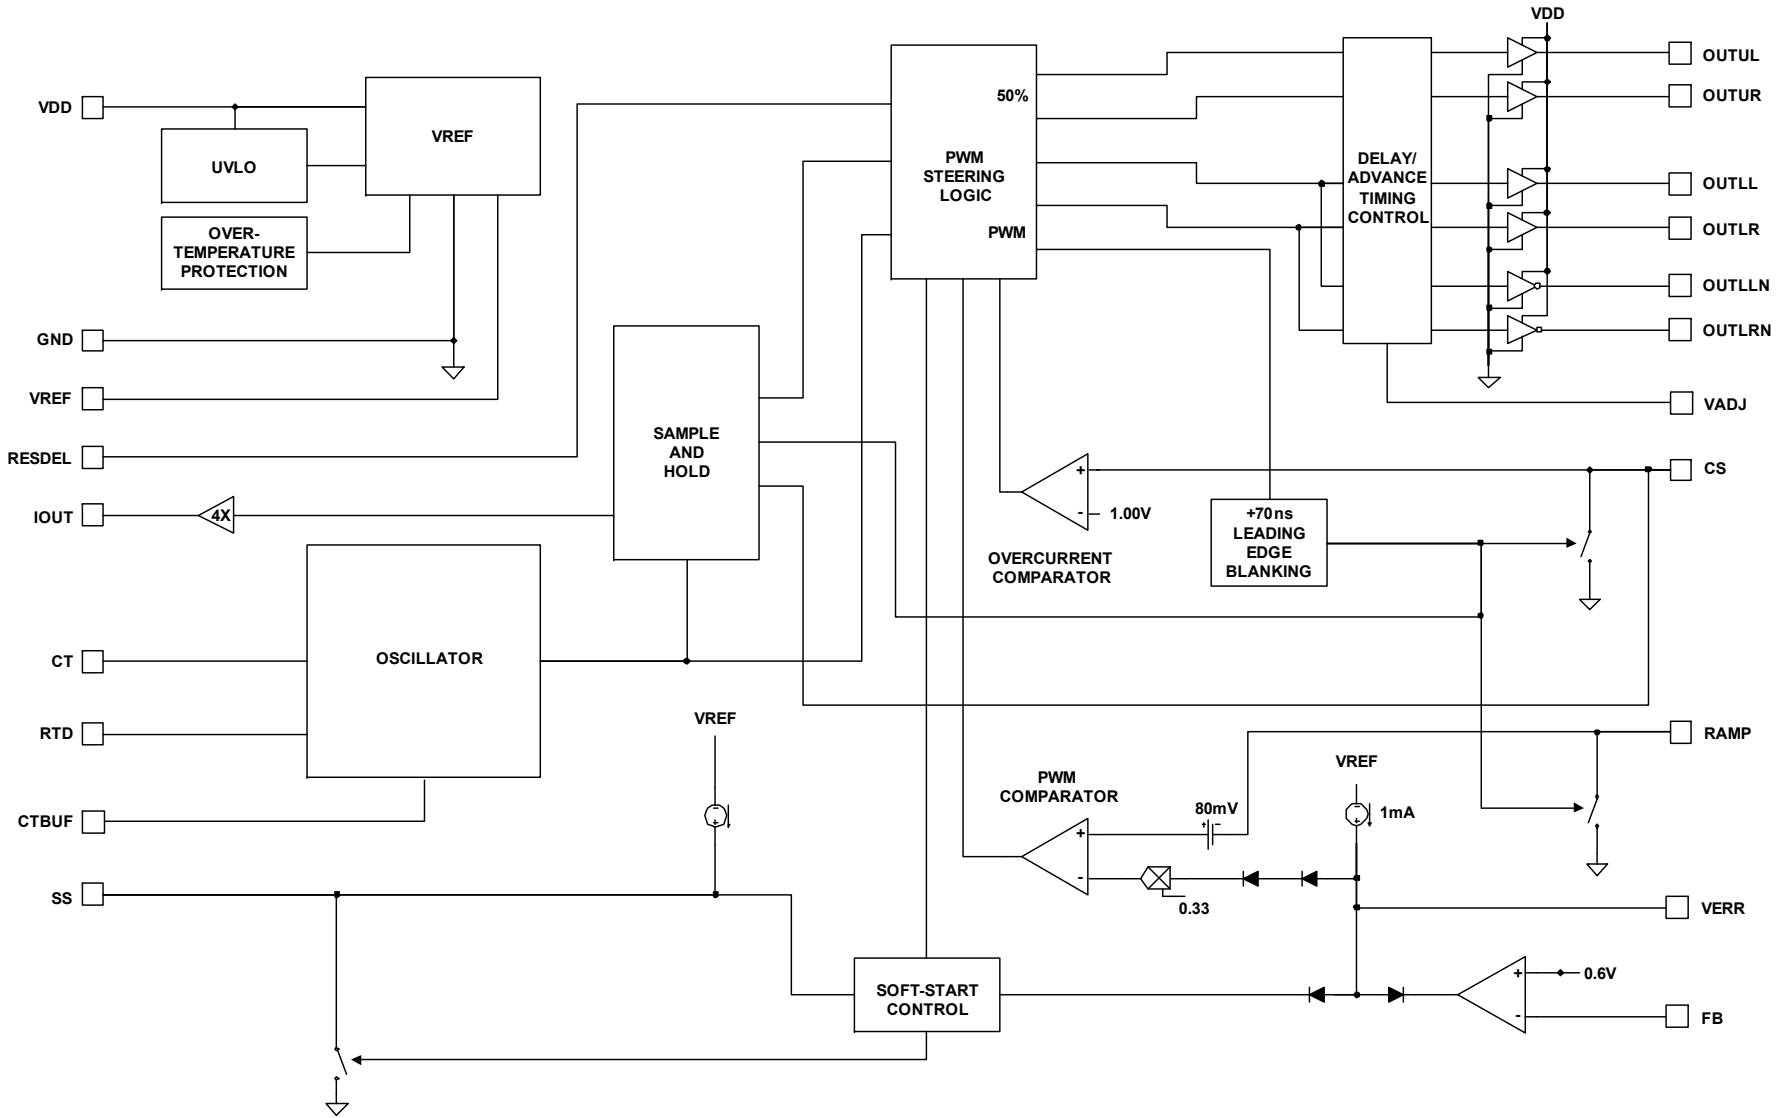 VDD
OUTUL
VDD
VREF
50%
OUTUR
UVLO
PWM
STEERING
LOGIC
DELAY/
ADVANCE
TIMING
CONTROL
OUTLL
OVER-
TEMPERATURE
PROTECTION
PWM
OUTLR
OUTLLN
GND
OUTLRN
VREF
VADJ
RESDEL
SAMPLE
AND
HOLD
+
CS
IOUT
4X
-
1.00V
+70ns
LEADING
EDGE
BLANKING
OVERCURRENT
COMPARATOR
CT
OSCILLATOR
RTD
VREF
RAMP
VREF
PWM
COMPARATOR
CTBUF
-
+
80mV
+
-
-
+
1mA
+
-
SS
0.33
VERR
SOFT-START
CONTROL
+
0.6V
-
FB